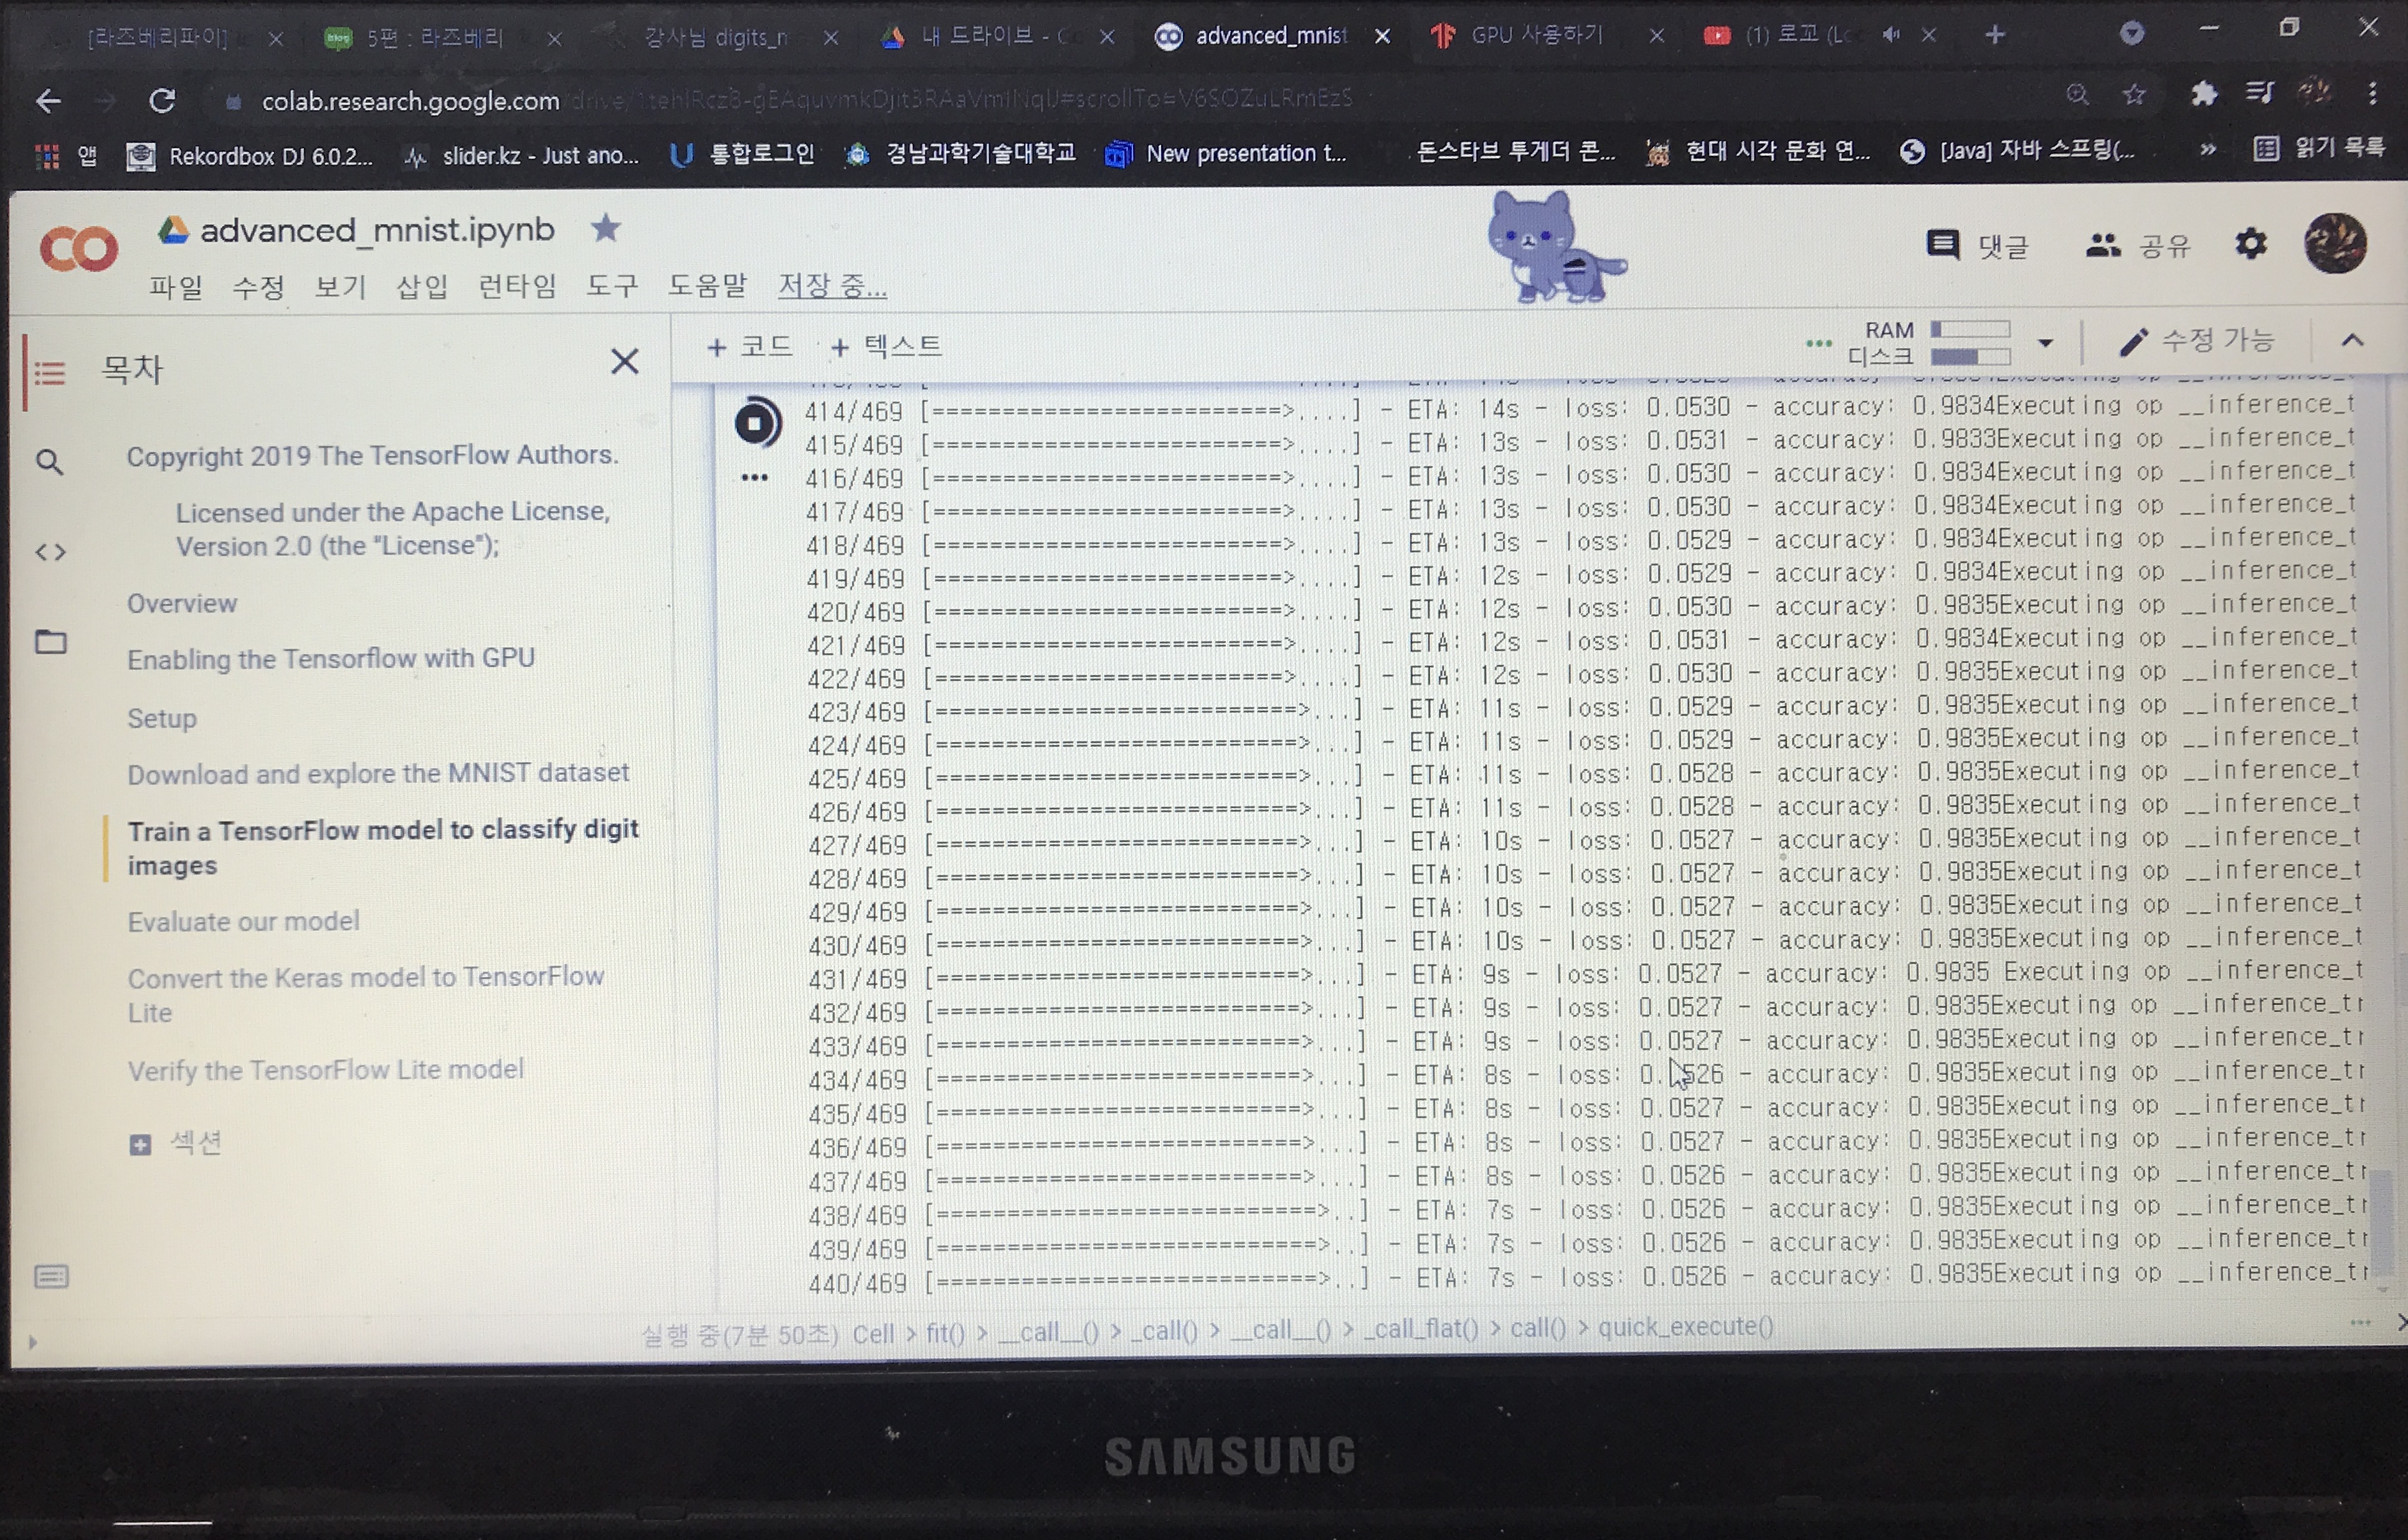 [라즈베리파이]
5편 : 라즈베리
강사님 digits_n
내 드라이브 -
advanced_mnist
GPU 사용하기
(1) 로꼬 (L
colab.research.google.com
앱
Rekordbox DJ 6.0.2...
slider.kz - Just ano...
통합로그인
경남과학기술대학교
New presentation t...
돈스타브 투게더 콘...
현대 시각 문화 연...
[Java] 자바 스프링(...
»
읽기 목록
CO
advanced_mnist.ipynb
댓글
공유
파일 수정 보기 삽입 런타임 도구 도움말 저장 중...
목차
+ 코드 + 텍스트
RAM
디스크
수정 가능
Copyright 2019 The TensorFlow Authors.
Licensed under the Apache License,
Version 2.0 (the "License");
Overview
Enabling the Tensorflow with GPU
Setup
Download and explore the MNIST dataset
Train a TensorFlow model to classify digit
images
Evaluate our model
Convert the Keras model to TensorFlow
Lite
Verify the TensorFlow Lite model
섹션
414/469 [===========================>....] - ETA: 14s - loss: 0.0530 - accuracy: 0.9834Executing op __inference_t
415/469 [===========================>....] - ETA: 13s - loss: 0.0531 - accuracy: 0.9833Executing op __inference_t
416/469 [===========================>....] - ETA: 13s - loss: 0.0530 - accuracy: 0.9834Executing op __inference_t
417/469 [===========================>....] - ETA: 13s - loss: 0.0530 - accuracy: 0.9834Executing op __inference_t
418/469 [===========================>....] - ETA: 13s - loss: 0.0529 - accuracy: 0.9834Executing op __inference_t
419/469 [===========================>....] - ETA: 12s - loss: 0.0529 - accuracy: 0.9834Executing op __inference_t
420/469 [===========================>....] - ETA: 12s - loss: 0.0530 - accuracy: 0.9835Executing op __inference_t
421/469 [===========================>....] - ETA: 12s - loss: 0.0531 - accuracy: 0.9834Executing op __inference_t
422/469 [===========================>....] - ETA: 12s - loss: 0.0530 - accuracy: 0.9835Executing op __inference_t
423/469 [============================>...] - ETA: 11s - loss: 0.0529 - accuracy: 0.9835Executing op __inference_t
424/469 [============================>...] - ETA: 11s - loss: 0.0529 - accuracy: 0.9835Executing op __inference_t
425/469 [============================>...] - ETA: 11s - loss: 0.0528 - accuracy: 0.9835Executing op __inference_t
426/469 [============================>...] - ETA: 11s - loss: 0.0528 - accuracy: 0.9835Executing op __inference_t
427/469 [============================>...] - ETA: 10s - loss: 0.0527 - accuracy: 0.9835Executing op __inference_t
428/469 [============================>...] - ETA: 10s - loss: 0.0527 - accuracy: 0.9835Executing op __inference_t
429/469 [============================>...] - ETA: 10s - loss: 0.0527 - accuracy: 0.9835Executing op __inference_t
430/469 [============================>...] - ETA: 10s - loss: 0.0527 - accuracy: 0.9835Executing op __inference_t
431/469 [============================>...] - ETA: 9s - loss: 0.0527 - accuracy: 0.9835 Executing op __inference_t
432/469 [============================>...] - ETA: 9s - loss: 0.0527 - accuracy: 0.9835Executing op __inference_tr
433/469 [============================>...] - ETA: 9s - loss: 0.0527 - accuracy: 0.9835Executing op __inference_tr
434/469 [============================>...] - ETA: 8s - loss: 0.0526 - accuracy: 0.9835Executing op __inference_tr
435/469 [============================>...] - ETA: 8s - loss: 0.0527 - accuracy: 0.9835Executing op __inference_tr
436/469 [============================>...] - ETA: 8s - loss: 0.0527 - accuracy: 0.9835Executing op __inference_tr
437/469 [============================>...] - ETA: 8s - loss: 0.0526 - accuracy: 0.9835Executing op __inference_tr
438/469 [=============================>..] - ETA: 7s - loss: 0.0526 - accuracy: 0.9835Executing op __inference_tr
439/469 [=============================>..] - ETA: 7s - loss: 0.0526 - accuracy: 0.9835Executing op __inference_tr
440/469 [=============================>..] - ETA: 7s - loss: 0.0526 - accuracy: 0.9835Executing op __inference_tr
실행 중(7분 50초) Cell > fit() > __call__() > _call() > __call__() > _call_flat() > call() > quick_execute()
SAMSUNG